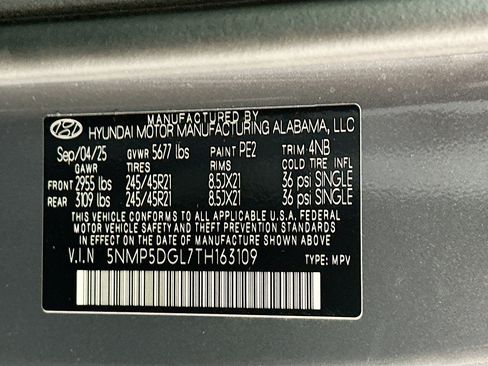 MANUFACTURED BY
HYUNDAI MOTOR MANUFACTURING ALABAMA, LLC
Sep/04/25 GVWR 5677 lbs PAINT PE2 TRIM 4NB
GAWR TIRES RIMS COLD TIRE INFL
FRONT 2955 lbs 245/45R21 8.5JX21 36 psi SINGLE
REAR 3109 lbs 245/45R21 8.5JX21 36 psi SINGLE
THIS VEHICLE CONFORMS TO ALL APPLICABLE U.S.A. FEDERAL
MOTOR VEHICLE SAFETY, BUMPER, AND THEFT PREVENTION STANDARDS
IN EFFECT ON THE DATE OF MANUFACTURE SHOWN ABOVE.
V.I.N 5NMP5DGL7TH163109 TYPE: MPV